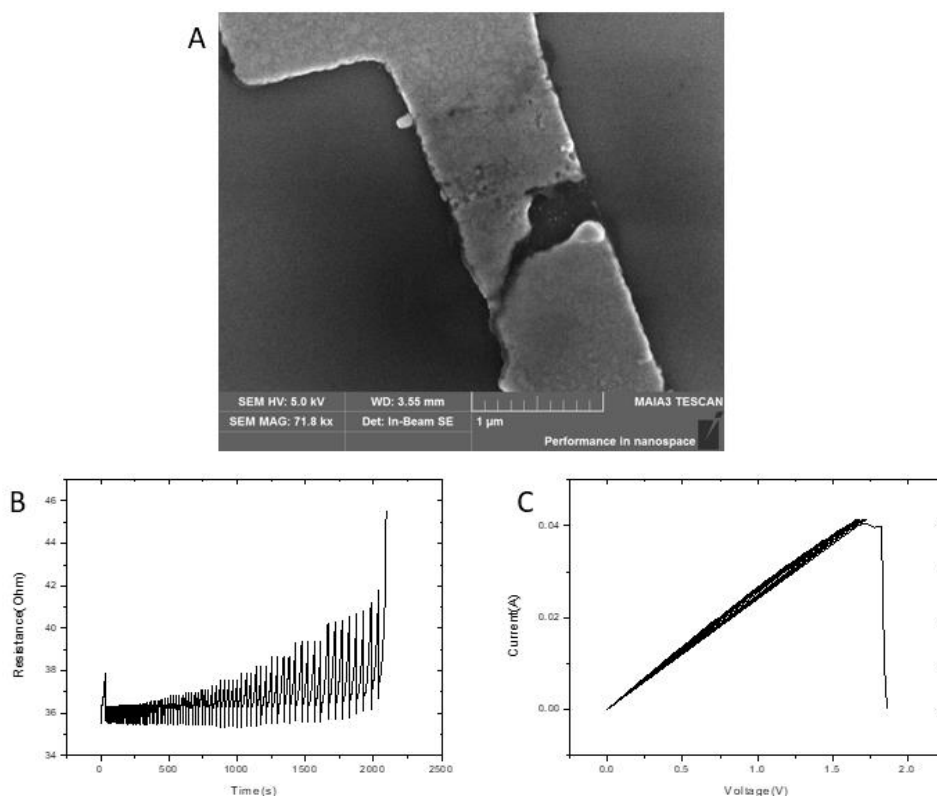 A
SEM HV: 5.0 kV
WD: 3.55 mm
MAIA3 TESCAN
SEM MAG: 71.8 kx
Det: In-Beam SE
1 µm
Performance in nanospace
B
46
44
42
40
38
36
34
Resistance(Ohm)
0
500
1000
1500
2000
2500
Time(s)
C
0.04
0.02
0.00
Current(A)
0.0
0.5
1.0
1.5
2.0
Voltage(V)